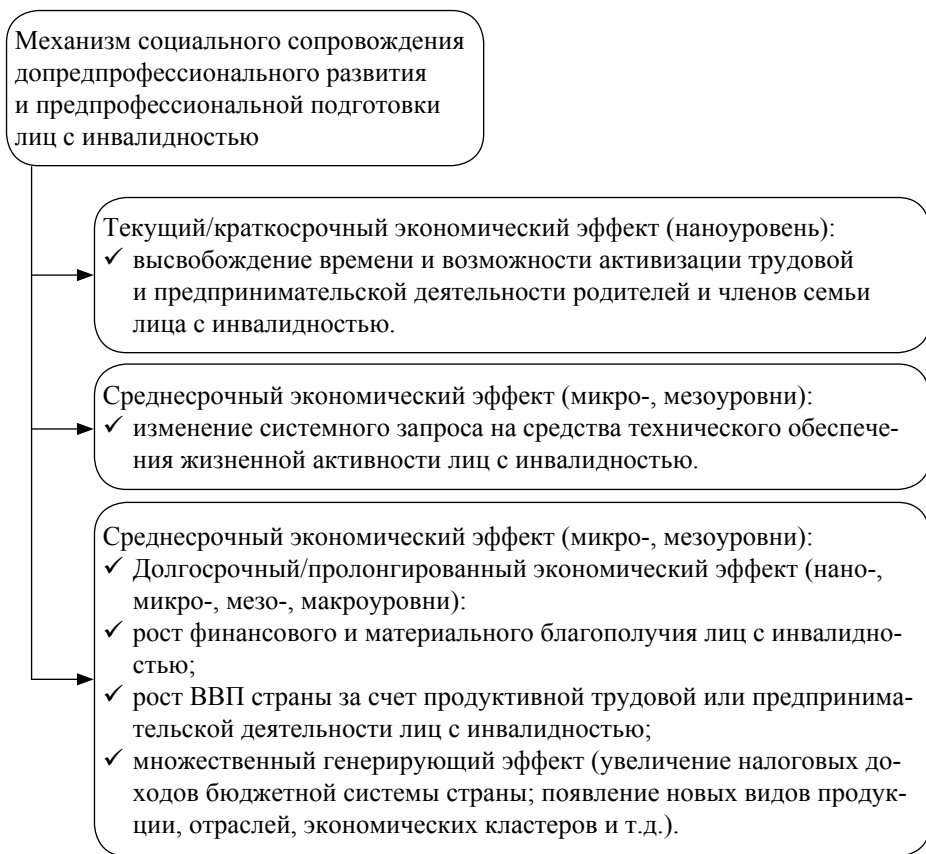 Механизм социального сопровождения
допредпрофессионального развития
и предпрофессиональной подготовки
лиц с инвалидностью
Текущий/краткосрочный экономический эффект (наноуровень):
✓ высвобождение времени и возможности активизации трудовой
и предпринимательской деятельности родителей и членов семьи
лица с инвалидностью.
Среднесрочный экономический эффект (микро-, мезоуровни):
✓ изменение системного запроса на средства технического обеспече-
ния жизненной активности лиц с инвалидностью.
Среднесрочный экономический эффект (микро-, мезоуровни):
✓ Долгосрочный/пролонгированный экономический эффект (нано-,
микро-, мезо-, макроуровни):
✓ рост финансового и материального благополучия лиц с инвалидно-
стью;
✓ рост ВВП страны за счет продуктивной трудовой или предпринима-
тельской деятельности лиц с инвалидностью;
✓ множественный генерирующий эффект (увеличение налоговых до-
ходов бюджетной системы страны; появление новых видов продук-
ции, отраслей, экономических кластеров и т.д.).